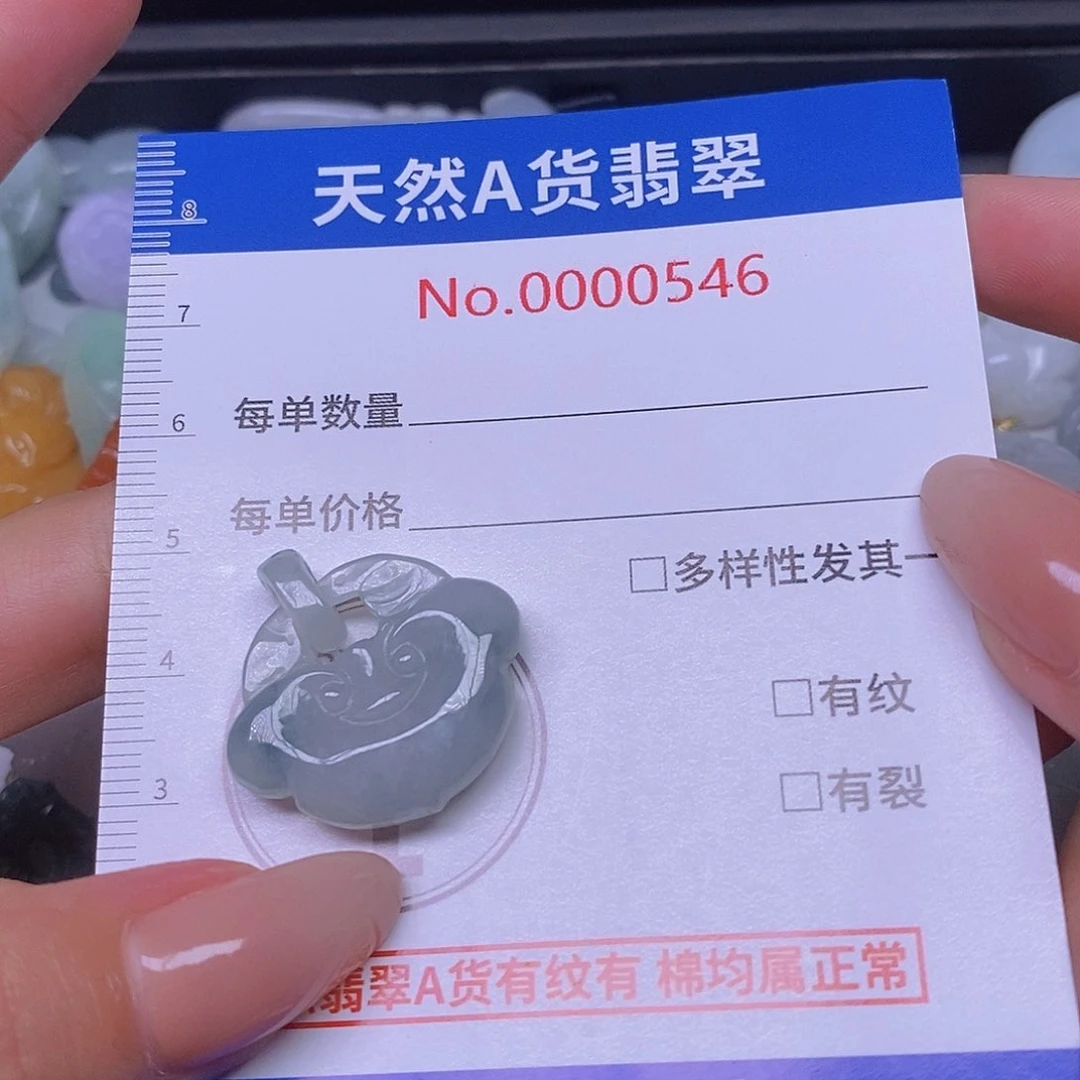 天然A货翡翠
No.0000546
8
7
每单数量
6
每单价格
5
□多样性发其一
4
□有纹
3
□有裂
翡翠A货有纹有 棉均属正常